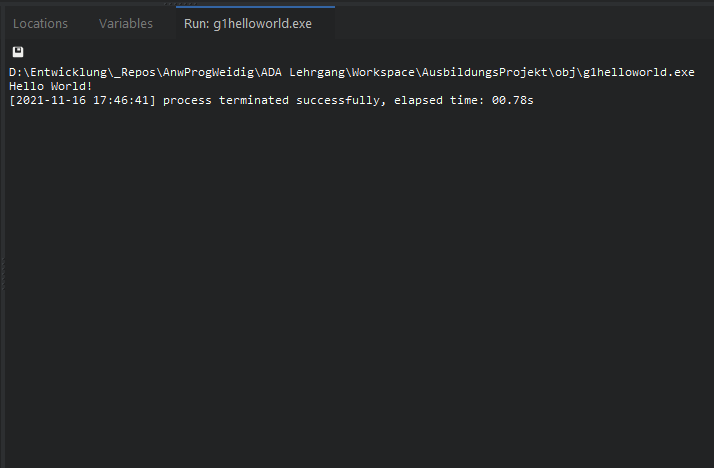 Locations Variables Run: g1helloworld.exe
D:\Entwicklung\_Repos\AnwProgWeidig\ADA Lehrgang\Workspace\AusbildungsProjekt\obj\g1helloworld.exe
Hello World!
[2021-11-16 17:46:41] process terminated successfully, elapsed time: 00.78s